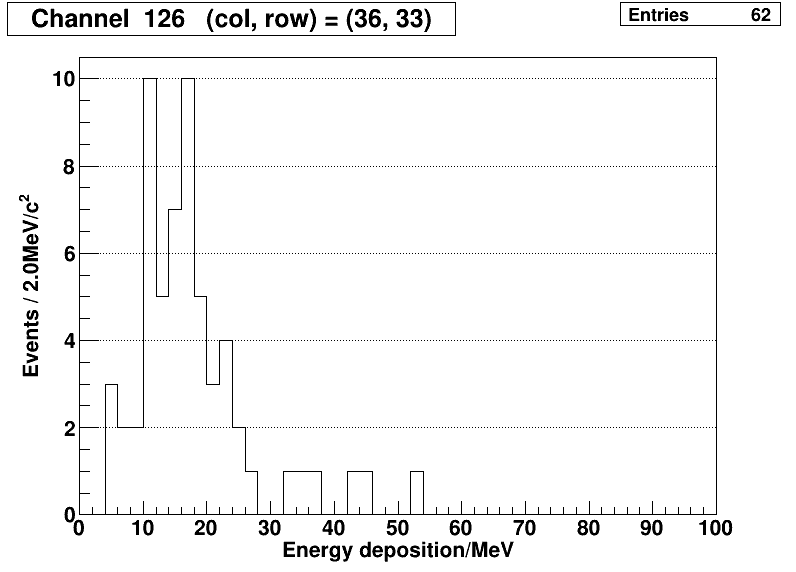 Channel 126 (col, row) = (36, 33)
Entries 62
10
8
6
4
2
0
Events / 2.0MeV/c²
0 10 20 30 40 50 60 70 80 90 100
Energy deposition/MeV